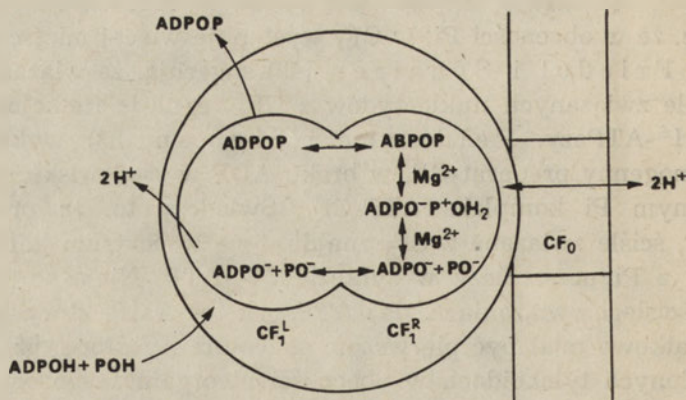 ADPOP
ADPOP ABPOP
Mg²⁺
2H⁺ 2H⁺
ADPO⁻P⁺OH₂
CF₀
Mg²⁺
ADPO⁻+PO⁻ ADPO⁻+PO⁻
CF₁ᴸ CF₁ᴿ
ADPOH+POH